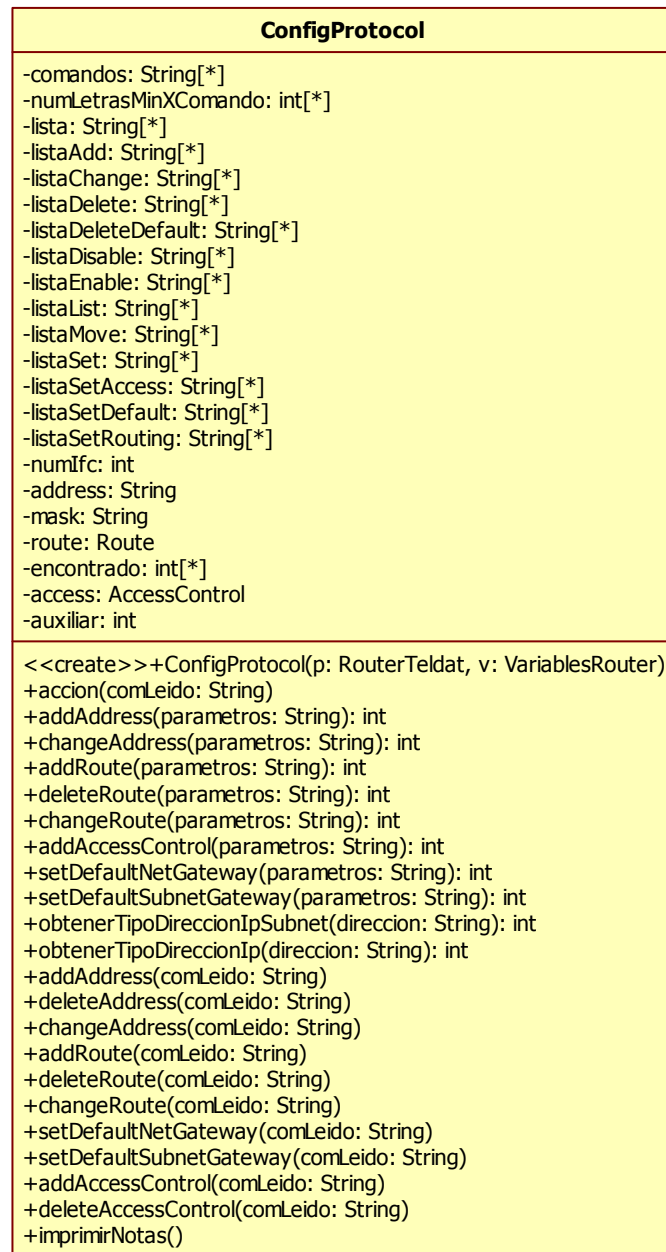 ConfigProtocol
-comandos: String[*]
-numLetrasMinXComando: int[*]
-lista: String[*]
-listaAdd: String[*]
-listaChange: String[*]
-listaDelete: String[*]
-listaDeleteDefault: String[*]
-listaDisable: String[*]
-listaEnable: String[*]
-listaList: String[*]
-listaMove: String[*]
-listaSet: String[*]
-listaSetAccess: String[*]
-listaSetDefault: String[*]
-listaSetRouting: String[*]
-numIfc: int
-address: String
-mask: String
-route: Route
-encontrado: int[*]
-access: AccessControl
-auxiliar: int
<<create>>+ConfigProtocol(p: RouterTeldat, v: VariablesRouter)
+accion(comLeido: String)
+addAddress(parametros: String): int
+changeAddress(parametros: String): int
+addRoute(parametros: String): int
+deleteRoute(parametros: String): int
+changeRoute(parametros: String): int
+addAccessControl(parametros: String): int
+setDefaultNetGateway(parametros: String): int
+setDefaultSubnetGateway(parametros: String): int
+obtenerTipoDireccionIpSubnet(direccion: String): int
+obtenerTipoDireccionIp(direccion: String): int
+addAddress(comLeido: String)
+deleteAddress(comLeido: String)
+changeAddress(comLeido: String)
+addRoute(comLeido: String)
+deleteRoute(comLeido: String)
+changeRoute(comLeido: String)
+setDefaultNetGateway(comLeido: String)
+setDefaultSubnetGateway(comLeido: String)
+addAccessControl(comLeido: String)
+deleteAccessControl(comLeido: String)
+imprimirNotas()